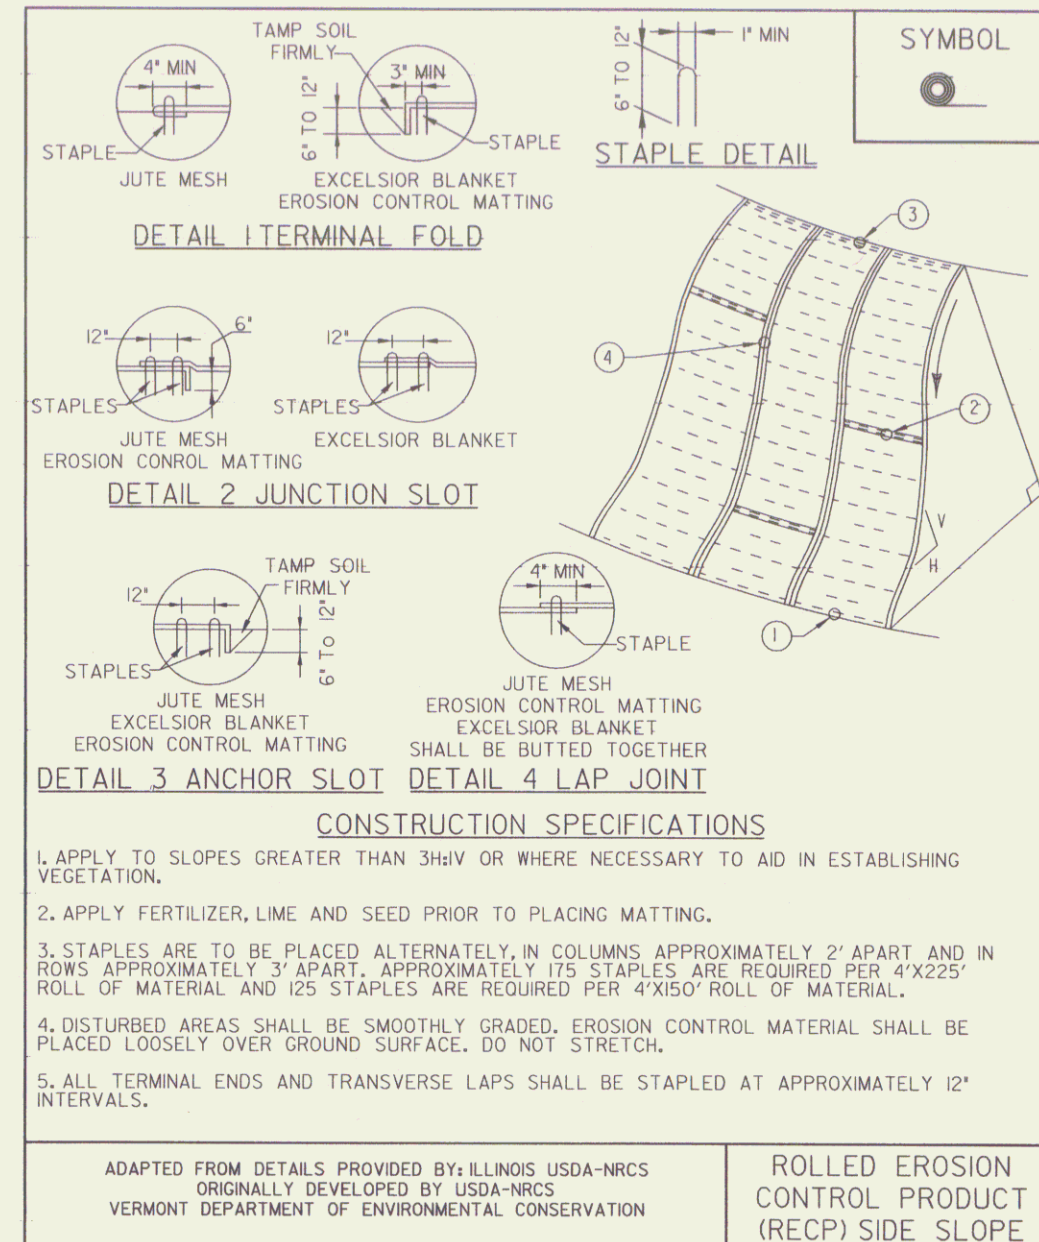 TAMP SOIL
FIRMLY
4" MIN
STAPLE
JUTE MESH
3" MIN
6" TO 12"
STAPLE
EXCELSIOR BLANKET
EROSION CONTROL MATTING
DETAIL 1 TERMINAL FOLD
6" TO 12"
1" MIN
STAPLE DETAIL
SYMBOL
12"
6"
STAPLES
JUTE MESH
EROSION CONROL MATTING
12"
STAPLES
EXCELSIOR BLANKET
DETAIL 2 JUNCTION SLOT
3
4
2
V
H
1
TAMP SOIL
FIRMLY
12"
6" TO 12"
STAPLES
JUTE MESH
EXCELSIOR BLANKET
EROSION CONTROL MATTING
DETAIL 3 ANCHOR SLOT
4" MIN
STAPLE
JUTE MESH
EROSION CONTROL MATTING
EXCELSIOR BLANKET
SHALL BE BUTTED TOGETHER
DETAIL 4 LAP JOINT
CONSTRUCTION SPECIFICATIONS
1. APPLY TO SLOPES GREATER THAN 3H:1V OR WHERE NECESSARY TO AID IN ESTABLISHING
VEGETATION.
2. APPLY FERTILIZER, LIME AND SEED PRIOR TO PLACING MATTING.
3. STAPLES ARE TO BE PLACED ALTERNATELY, IN COLUMNS APPROXIMATELY 2' APART AND IN
ROWS APPROXIMATELY 3' APART. APPROXIMATELY 175 STAPLES ARE REQUIRED PER 4'X225'
ROLL OF MATERIAL AND 125 STAPLES ARE REQUIRED PER 4'X150' ROLL OF MATERIAL.
4. DISTURBED AREAS SHALL BE SMOOTHLY GRADED. EROSION CONTROL MATERIAL SHALL BE
PLACED LOOSELY OVER GROUND SURFACE. DO NOT STRETCH.
5. ALL TERMINAL ENDS AND TRANSVERSE LAPS SHALL BE STAPLED AT APPROXIMATELY 12"
INTERVALS.
ADAPTED FROM DETAILS PROVIDED BY: ILLINOIS USDA-NRCS
ORIGINALLY DEVELOPED BY USDA-NRCS
VERMONT DEPARTMENT OF ENVIRONMENTAL CONSERVATION
ROLLED EROSION
CONTROL PRODUCT
(RECP) SIDE SLOPE